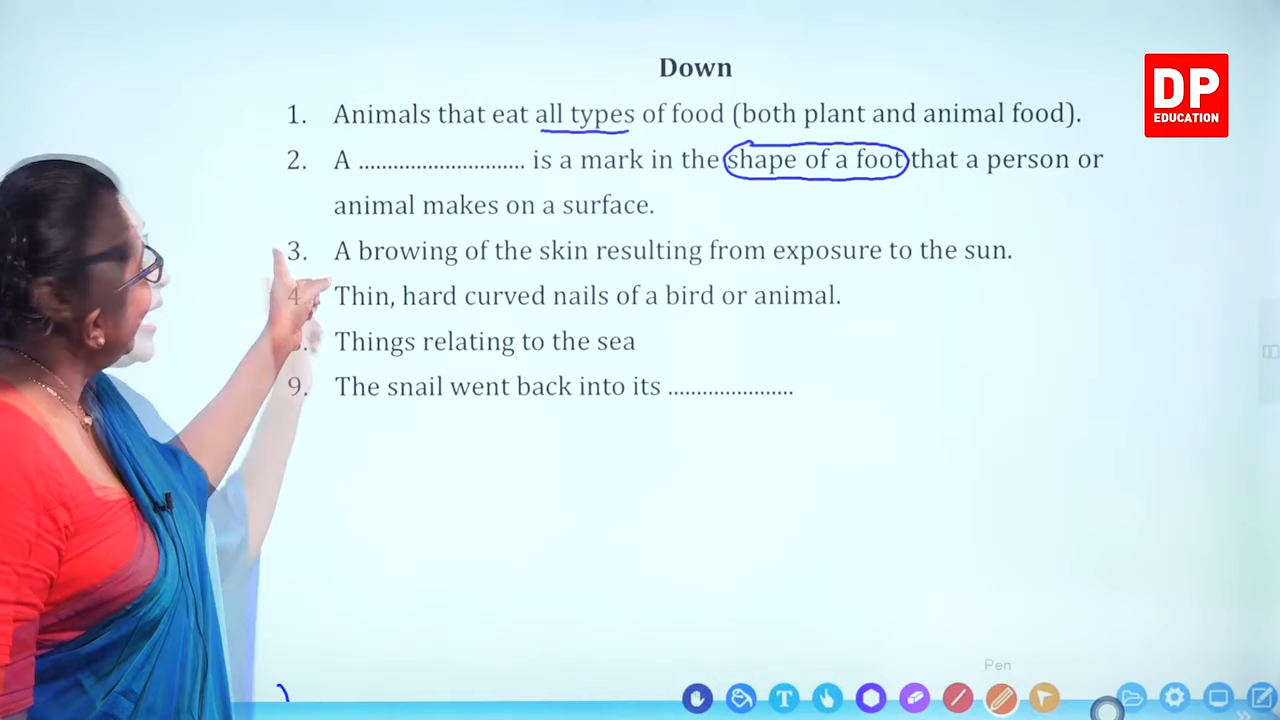 Down
DP
EDUCATION
1. Animals that eat all types of food (both plant and animal food).
2. A ............................ is a mark in the shape of a foot that a person or
animal makes on a surface.
3. A browing of the skin resulting from exposure to the sun.
4. Thin, hard curved nails of a bird or animal.
Things relating to the sea
9. The snail went back into its .....................
Pen
T